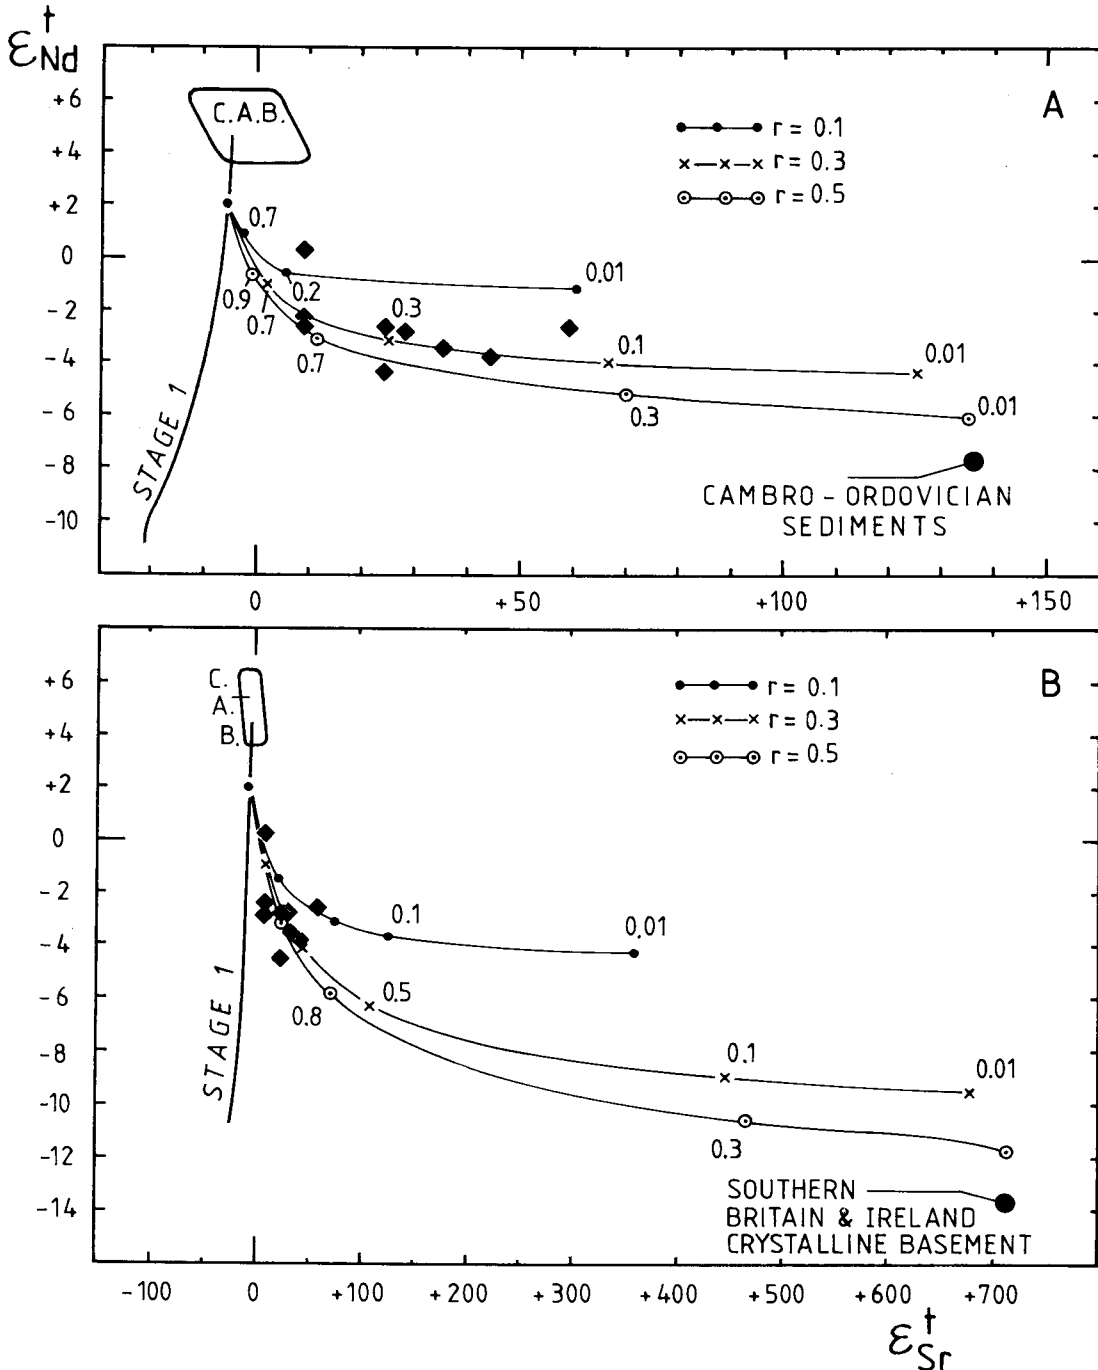 εᵗNd
A
+6
+4
+2
0
-2
-4
-6
-8
-10
C.A.B.
r = 0.1
r = 0.3
r = 0.5
0.7
0.2
0.01
0.9
0.7
0.3
0.1
0.01
0.7
0.3
0.01
STAGE 1
CAMBRO - ORDOVICIAN
SEDIMENTS
0
+50
+100
+150
B
+6
+4
+2
0
-2
-4
-6
-8
-10
-12
-14
C.
A.
B.
r = 0.1
r = 0.3
r = 0.5
0.1
0.01
0.5
0.8
0.1
0.01
0.3
STAGE 1
SOUTHERN
BRITAIN & IRELAND
CRYSTALLINE BASEMENT
-100
0
+100
+200
+300
+400
+500
+600
+700
εᵗSr